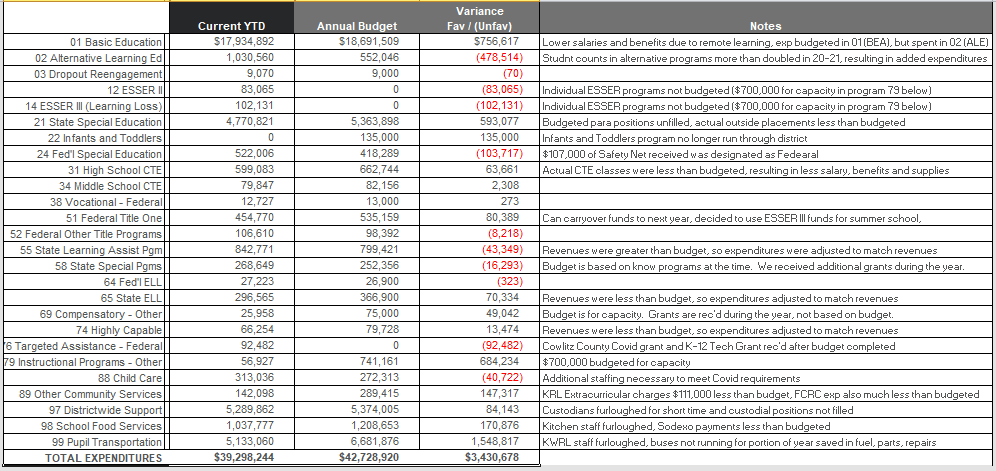 Variance
Current YTD Annual Budget Fav / (Unfav) Notes
01 Basic Education $17,934,892 $18,691,509 $756,617 Lower salaries and benefits due to remote learning, exp budgeted in 01 (BEA), but spent in 02 (ALE)
02 Alternative Learning Ed 1,030,560 552,046 (478,514) Studnt counts in alternative programs more than doubled in 20-21, resulting in added expenditures
03 Dropout Reengagement 9,070 9,000 (70)
12 ESSER II 83,065 0 (83,065) Individual ESSER programs not budgeted ($700,000 for capacity in program 79 below)
14 ESSER III (Learning Loss) 102,131 0 (102,131) Individual ESSER programs not budgeted ($700,000 for capacity in program 79 below)
21 State Special Education 4,770,821 5,363,898 593,077 Budgeted para positions unfilled, actual outside placements less than budgeted
22 Infants and Toddlers 0 135,000 135,000 Infants and Toddlers program no longer run through district
24 Fed'l Special Education 522,006 418,289 (103,717) $107,000 of Safety Net received was designated as Fedearal
31 High School CTE 599,083 662,744 63,661 Actual CTE classes were less than budgeted, resulting in less salary, benefits and supplies
34 Middle School CTE 79,847 82,156 2,308
38 Vocational - Federal 12,727 13,000 273
51 Federal Title One 454,770 535,159 80,389 Can carryover funds to next year, decided to use ESSER III funds for summer school,
52 Federal Other Title Programs 106,610 98,392 (8,218)
55 State Learning Assist Pgm 842,771 799,421 (43,349) Revenues were greater than budget, so expenditures were adjusted to match revenues
58 State Special Pgms 268,649 252,356 (16,293) Budget is based on know programs at the time. We received additional grants during the year.
64 Fed'l ELL 27,223 26,900 (323)
65 State ELL 296,565 366,900 70,334 Revenues were less than budget, so expenditures adjusted to match revenues
69 Compensatory - Other 25,958 75,000 49,042 Budget is for capacity. Grants are rec'd during the year, not based on budget.
74 Highly Capable 66,254 79,728 13,474 Revenues were less than budget, so expenditures adjusted to match revenues
76 Targeted Assistance - Federal 92,482 0 (92,482) Cowlitz County Covid grant and K-12 Tech Grant rec'd after budget completed
79 Instructional Programs - Other 56,927 741,161 684,234 $700,000 budgeted for capacity
88 Child Care 313,036 272,313 (40,722) Additional staffing necessary to meet Covid requirements
89 Other Community Services 142,098 289,415 147,317 KRL Extracurricular charges $111,000 less than budget, FCRC exp also much less than budgeted
97 Districtwide Support 5,289,862 5,374,005 84,143 Custodians furloughed for short time and custodial positions not filled
98 School Food Services 1,037,777 1,208,653 170,876 Kitchen staff furloughed, Sodexo payments less than budgeted
99 Pupil Transportation 5,133,060 6,681,876 1,548,817 KWRL staff furloughed, buses not running for portion of year saved in fuel, parts, repairs
TOTAL EXPENDITURES $39,298,244 $42,728,920 $3,430,678